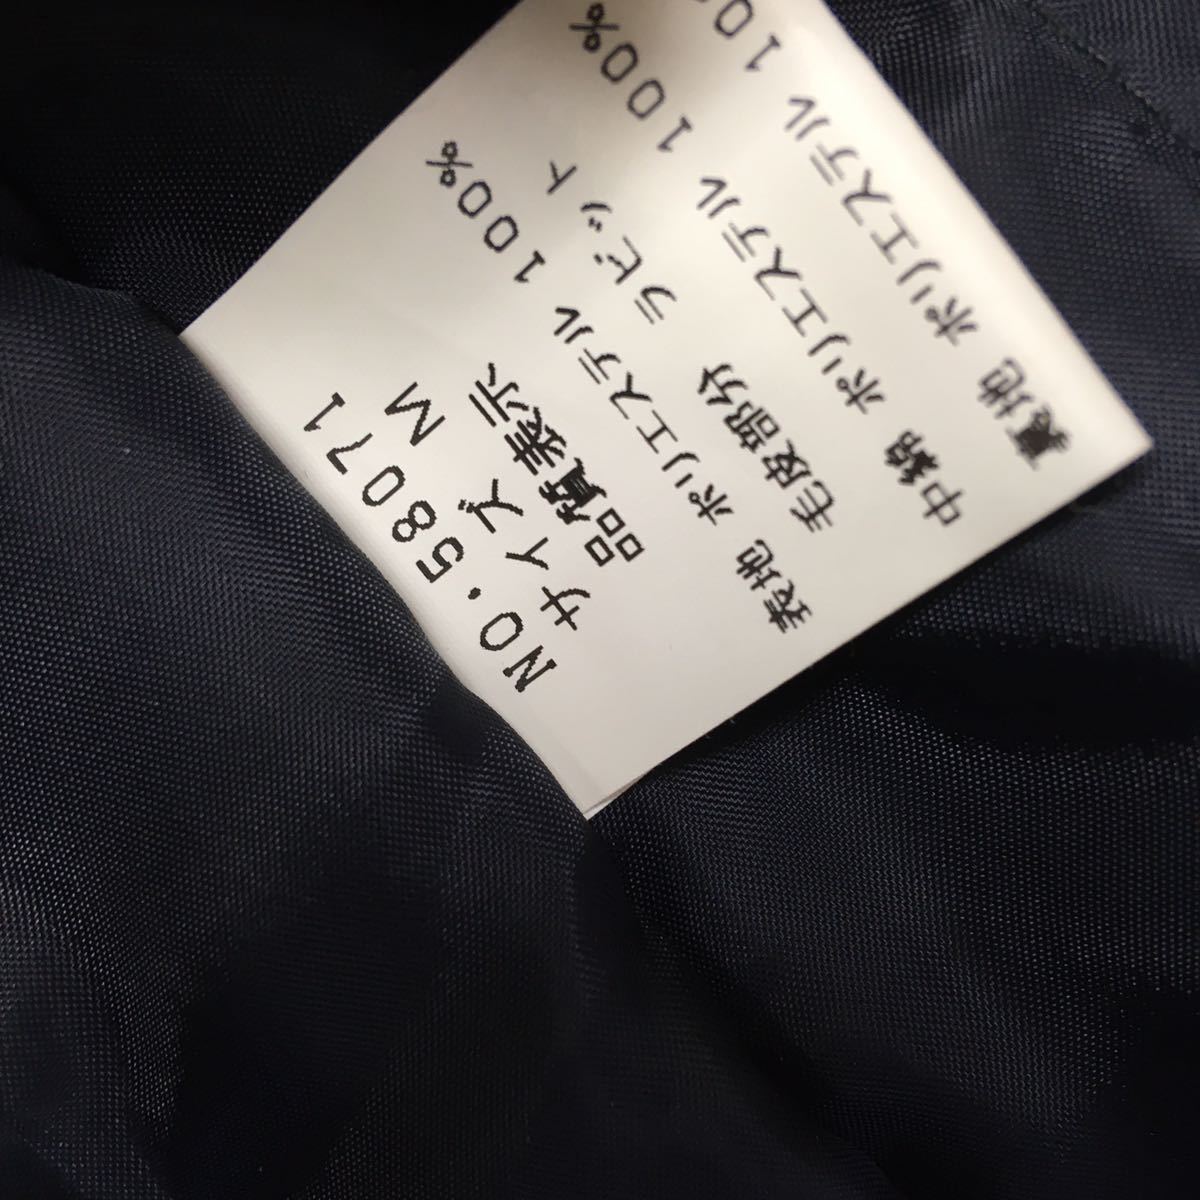 NO.58071
サイズ M
品質表示
表地 ポリエステル 100%
毛皮部分 ラビット
中綿 ポリエステル 100%
裏地 ポリエステル 10